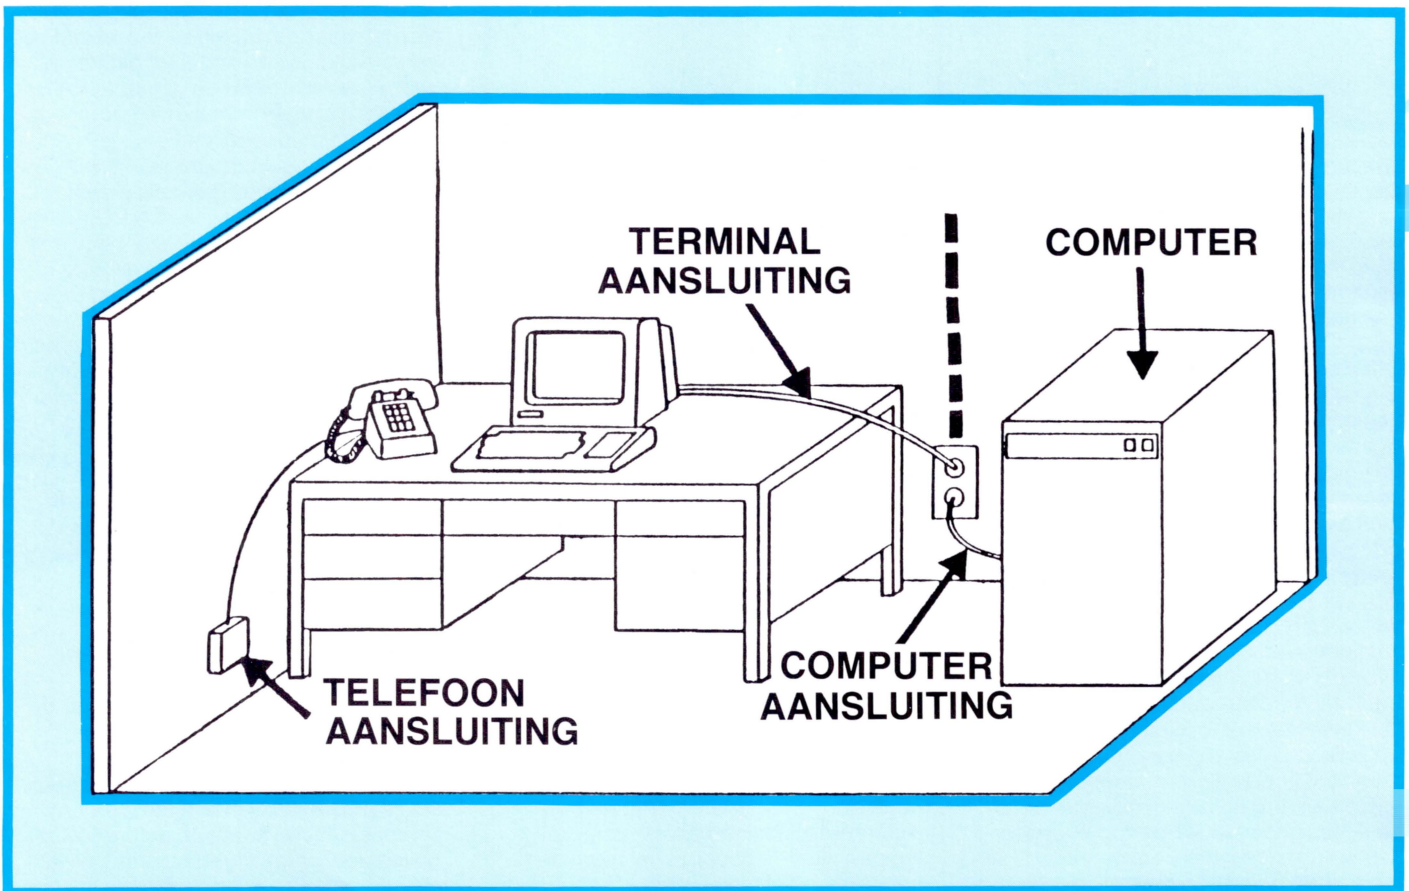 TERMINAL
AANSLUITING
COMPUTER
COMPUTER
AANSLUITING
TELEFOON
AANSLUITING